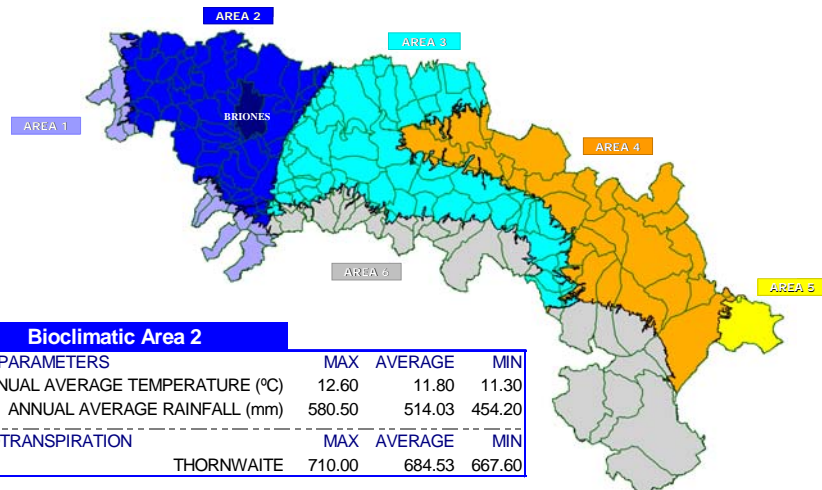 AREA 2
AREA 3
BRIONES
AREA 1
AREA 4
AREA 6
AREA 5
Bioclimatic Area 2
PARAMETERS MAX AVERAGE MIN
NUAL AVERAGE TEMPERATURE (ºC) 12.60 11.80 11.30
ANNUAL AVERAGE RAINFALL (mm) 580.50 514.03 454.20
TRANSPIRATION MAX AVERAGE MIN
THORNWAITE 710.00 684.53 667.60